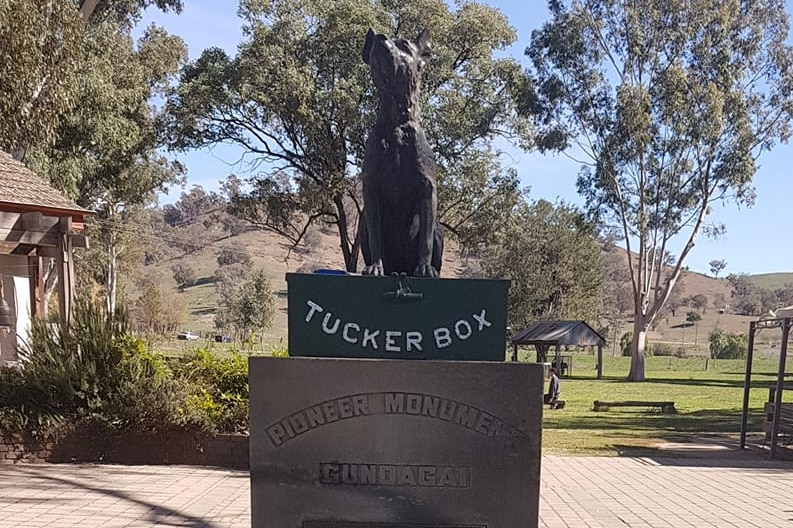 TUCKER BOX
PIONEER MONUMENT
GUNDAGAI